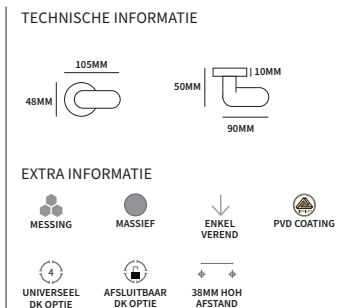 TECHNISCHE INFORMATIE
105MM
48MM
10MM
50MM
90MM
EXTRA INFORMATIE
MESSING
MASSIEF
ENKEL
VEREND
PVD COATING
4
UNIVERSEEL
DK OPTIE
AFSLUITBAAR
DK OPTIE
38MM HOH
AFSTAND